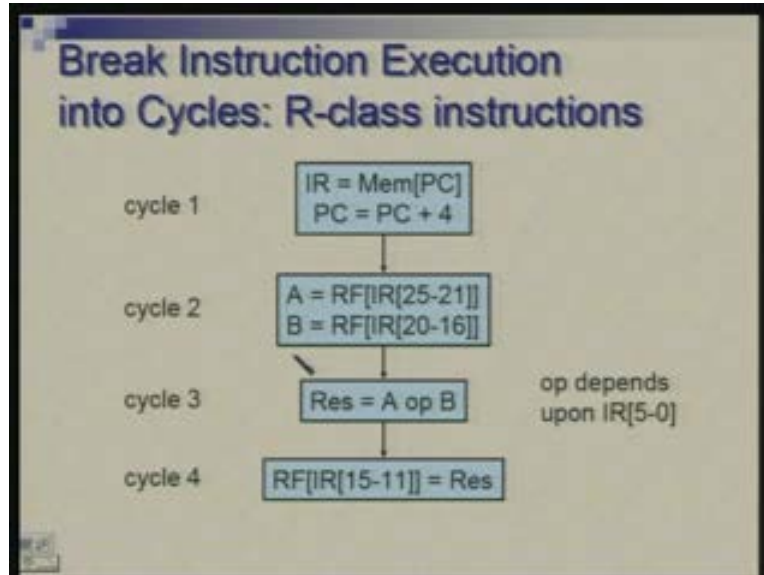 Break Instruction Execution
into Cycles: R-class instructions
cycle 1
IR = Mem[PC]
PC = PC + 4
cycle 2
A = RF[IR[25-21]]
B = RF[IR[20-16]]
cycle 3
Res = A op B
op depends
upon IR[5-0]
cycle 4
RF[IR[15-11]] = Res